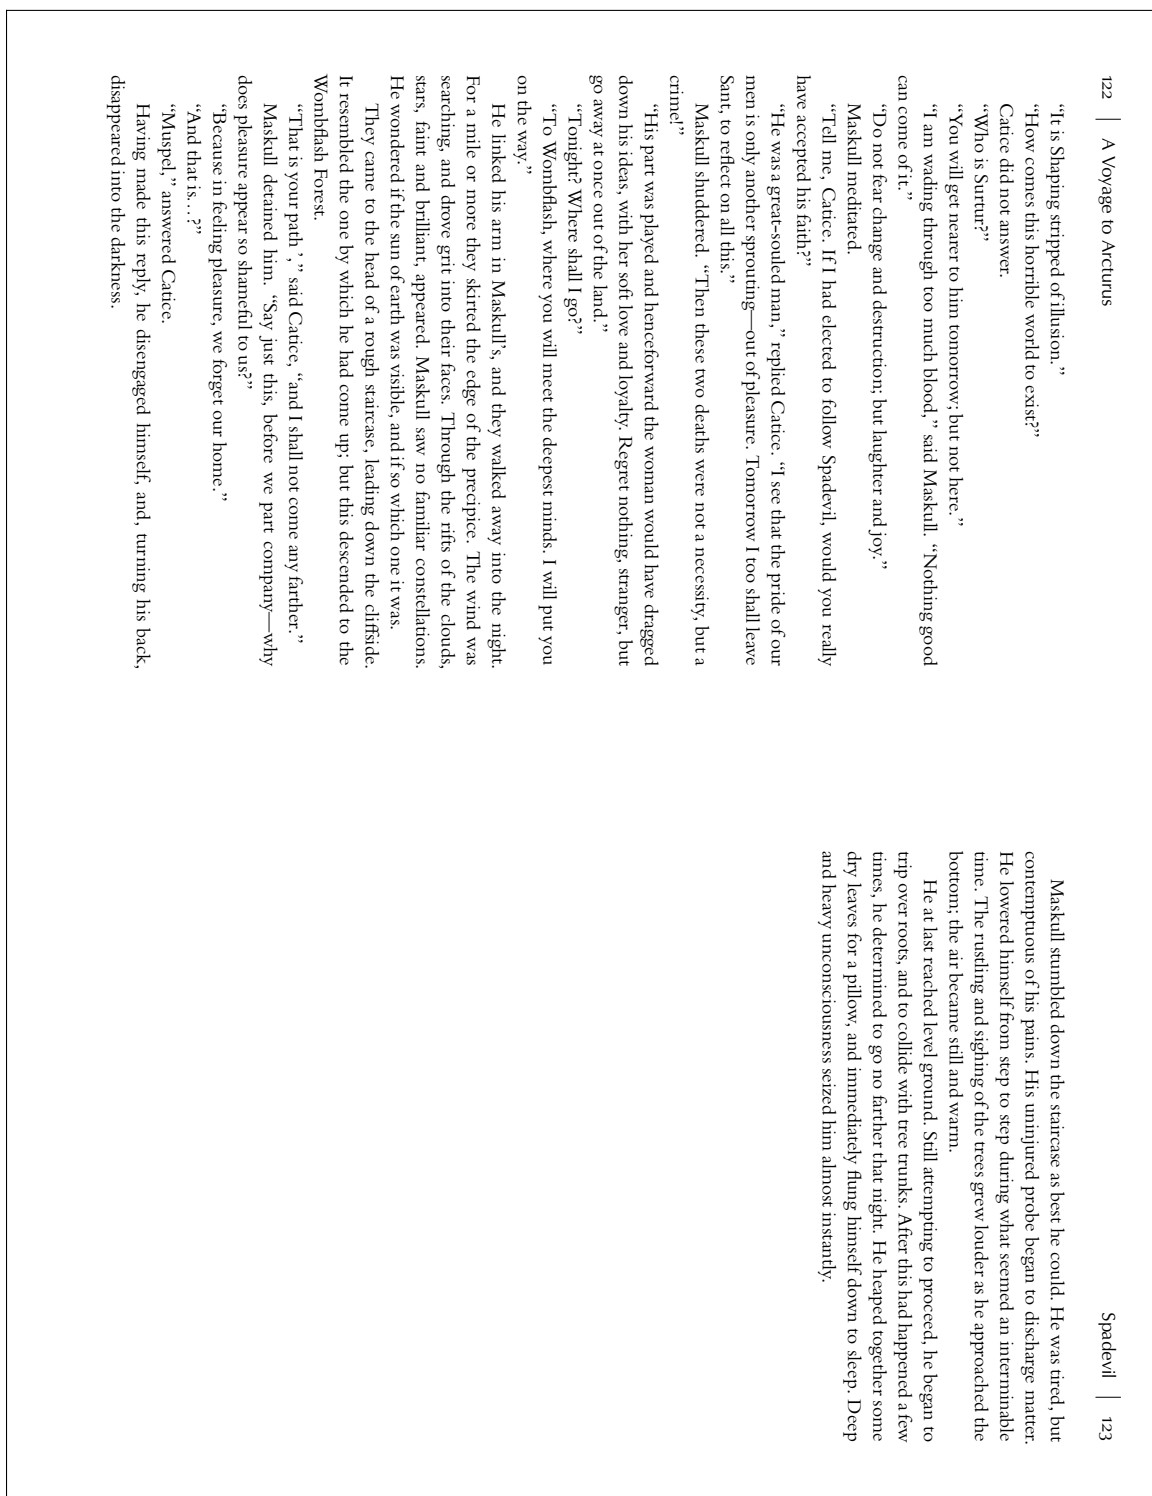 122 | A Voyage to Arcturus
“It is Shaping stripped of illusion.”
“How comes this horrible world to exist?”
Catice did not answer.
“Who is Surtur?”
“You will get nearer to him tomorrow; but not here.”
“I am wading through too much blood,” said Maskull. “Nothing good
can come of it.”
“Do not fear change and destruction; but laughter and joy.”
Maskull meditated.
“Tell me, Catice. If I had elected to follow Spadevil, would you really
have accepted his faith?”
“He was a great-souled man,” replied Catice. “I see that the pride of our
men is only another sprouting—out of pleasure. Tomorrow I too shall leave
Sant, to reflect on all this.”
Maskull shuddered. “Then these two deaths were not a necessity, but a
crime!”
“His part was played and henceforward the woman would have dragged
down his ideas, with her soft love and loyalty. Regret nothing, stranger, but
go away at once out of the land.”
“Tonight? Where shall I go?”
“To Wombflash, where you will meet the deepest minds. I will put you
on the way.”
He linked his arm in Maskull’s, and they walked away into the night.
For a mile or more they skirted the edge of the precipice. The wind was
searching, and drove grit into their faces. Through the rifts of the clouds,
stars, faint and brilliant, appeared. Maskull saw no familiar constellations.
He wondered if the sun of earth was visible, and if so which one it was.
They came to the head of a rough staircase, leading down the cliffside.
It resembled the one by which he had come up; but this descended to the
Wombflash Forest.
“That is your path’,” said Catice, “and I shall not come any farther.”
Maskull detained him. “Say just this, before we part company—why
does pleasure appear so shameful to us?”
“Because in feeling pleasure, we forget our home.”
“And that is…?”
“Muspel,” answered Catice.
Having made this reply, he disengaged himself, and, turning his back,
disappeared into the darkness.
Spadevil | 123
Maskull stumbled down the staircase as best he could. He was tired, but
contemptuous of his pains. His uninjured probe began to discharge matter.
He lowered himself from step to step during what seemed an interminable
time. The rustling and sighing of the trees grew louder as he approached the
bottom; the air became still and warm.
He at last reached level ground. Still attempting to proceed, he began to
trip over roots, and to collide with tree trunks. After this had happened a few
times, he determined to go no farther that night. He heaped together some
dry leaves for a pillow, and immediately flung himself down to sleep. Deep
and heavy unconsciousness seized him almost instantly.